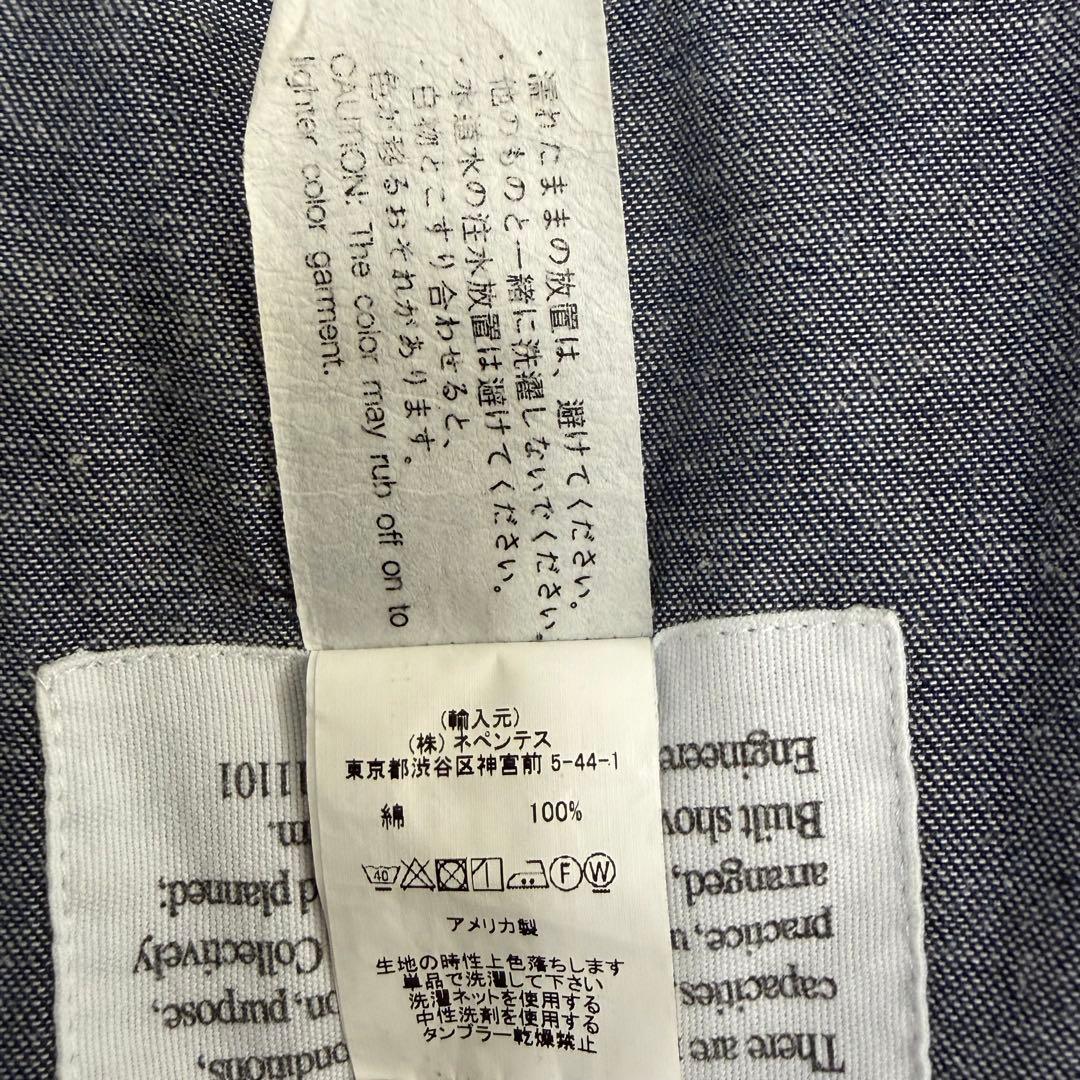 ・濡れたままの放置は、避けてください。
・他のものと一緒に洗濯しないでください。
・水道水の注水放置は避けてください。
・白物とこすり合わせると、
色が移るおそれがあります。
CAUTION: The color may rub off on to
lighter color garment.
(輸入元)
(株)ネペンテス
東京都渋谷区神宮前 5-44-1
綿 100%
40 F W
アメリカ製
生地の時性上色落ちします
単品で洗濯して下さい
洗濯ネットを使用する
中性洗剤を使用する
タンブラー乾燥禁止
There are
capacities,
practice,
arranged,
Built
planned;
Collectively
purpose,